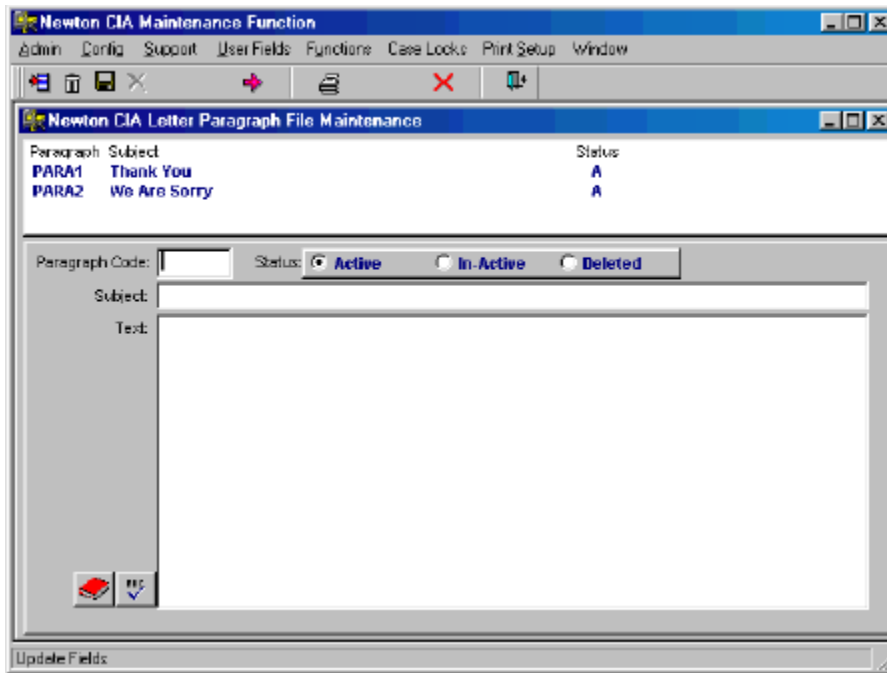 Newton CIA Maintenance Function
Admin Config Support User Fields Functions Case Locks Print Setup Window
Newton CIA Letter Paragraph File Maintenance
Paragraph Subject Status
PARA1 Thank You A
PARA2 We Are Sorry A
Paragraph Code: Status: Active In-Active Deleted
Subject:
Text:
Update Fields